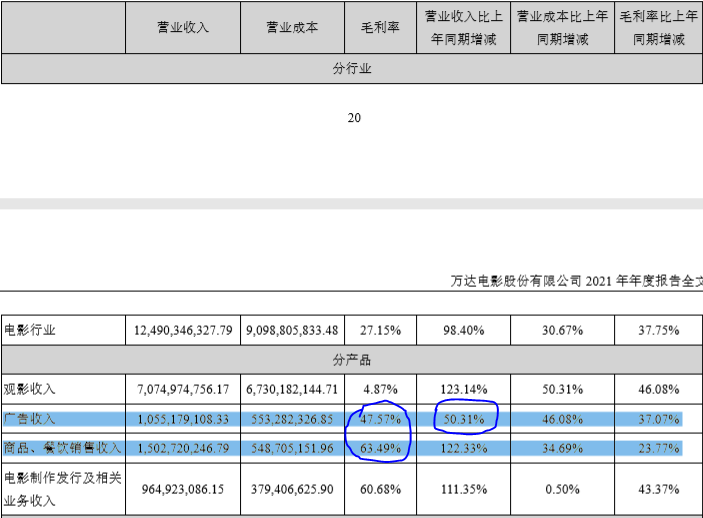 营业收入 营业成本 毛利率 营业收入比上年同期增减 营业成本比上年同期增减 毛利率比上年同期增减
分行业
20
万达电影股份有限公司 2021 年年度报告全文
电影行业 12,490,346,327.79 9,098,805,833.48 27.15% 98.40% 30.67% 37.75%
分产品
观影收入 7,074,974,756.17 6,730,182,144.71 4.87% 123.14% 50.31% 46.08%
广告收入 1,055,179,108.33 553,282,326.85 47.57% 50.31% 46.08% 37.07%
商品、餐饮销售收入 1,502,720,246.79 548,705,151.96 63.49% 122.33% 34.69% 23.77%
电影制作发行及相关业务收入 964,923,086.15 379,406,625.90 60.68% 111.35% 0.50% 43.37%